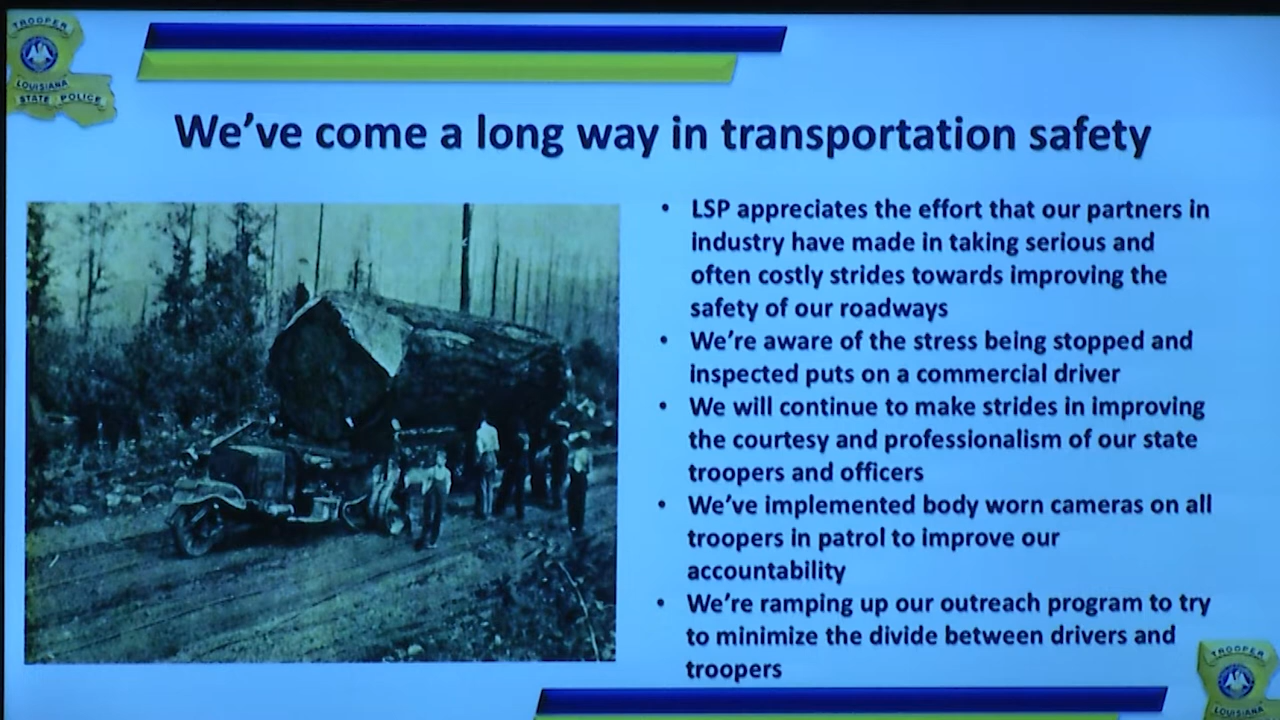 TROOPER
LOUISIANA
STATE POLICE
We've come a long way in transportation safety
• LSP appreciates the effort that our partners in
industry have made in taking serious and
often costly strides towards improving the
safety of our roadways
• We're aware of the stress being stopped and
inspected puts on a commercial driver
• We will continue to make strides in improving
the courtesy and professionalism of our state
troopers and officers
• We've implemented body worn cameras on all
troopers in patrol to improve our
accountability
• We're ramping up our outreach program to try
to minimize the divide between drivers and
troopers
TROOPER
LOUISIANA